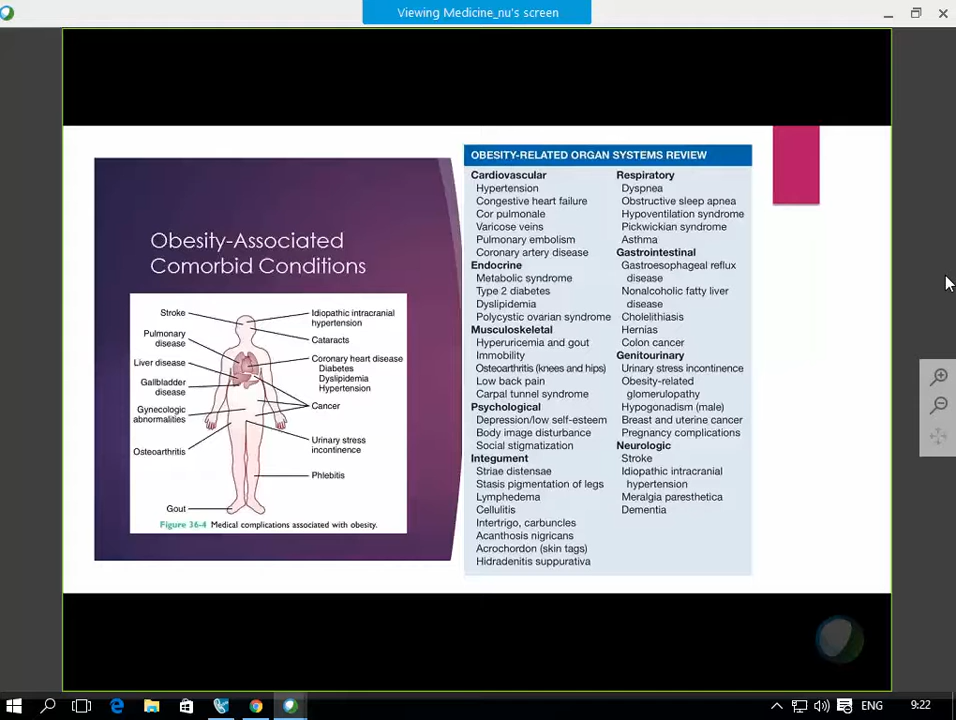 Viewing Medicine_nu's screen
Obesity-Associated
Comorbid Conditions
Stroke
Pulmonary
disease
Liver disease
Gallbladder
disease
Gynecologic
abnormalities
Osteoarthritis
Gout
Idiopathic intracranial
hypertension
Cataracts
Coronary heart disease
Diabetes
Dyslipidemia
Hypertension
Cancer
Urinary stress
incontinence
Phlebitis
Figure 36-4 Medical complications associated with obesity.
OBESITY-RELATED ORGAN SYSTEMS REVIEW
Cardiovascular
Hypertension
Congestive heart failure
Cor pulmonale
Varicose veins
Pulmonary embolism
Coronary artery disease
Endocrine
Metabolic syndrome
Type 2 diabetes
Dyslipidemia
Polycystic ovarian syndrome
Musculoskeletal
Hyperuricemia and gout
Immobility
Osteoarthritis (knees and hips)
Low back pain
Carpal tunnel syndrome
Psychological
Depression/low self-esteem
Body image disturbance
Social stigmatization
Integument
Striae distensae
Stasis pigmentation of legs
Lymphedema
Cellulitis
Intertrigo, carbuncles
Acanthosis nigricans
Acrochordon (skin tags)
Hidradenitis suppurativa
Respiratory
Dyspnea
Obstructive sleep apnea
Hypoventilation syndrome
Pickwickian syndrome
Asthma
Gastrointestinal
Gastroesophageal reflux
disease
Nonalcoholic fatty liver
disease
Cholelithiasis
Hernias
Colon cancer
Genitourinary
Urinary stress incontinence
Obesity-related
glomerulopathy
Hypogonadism (male)
Breast and uterine cancer
Pregnancy complications
Neurologic
Stroke
Idiopathic intracranial
hypertension
Meralgia paresthetica
Dementia
ENG
9:22